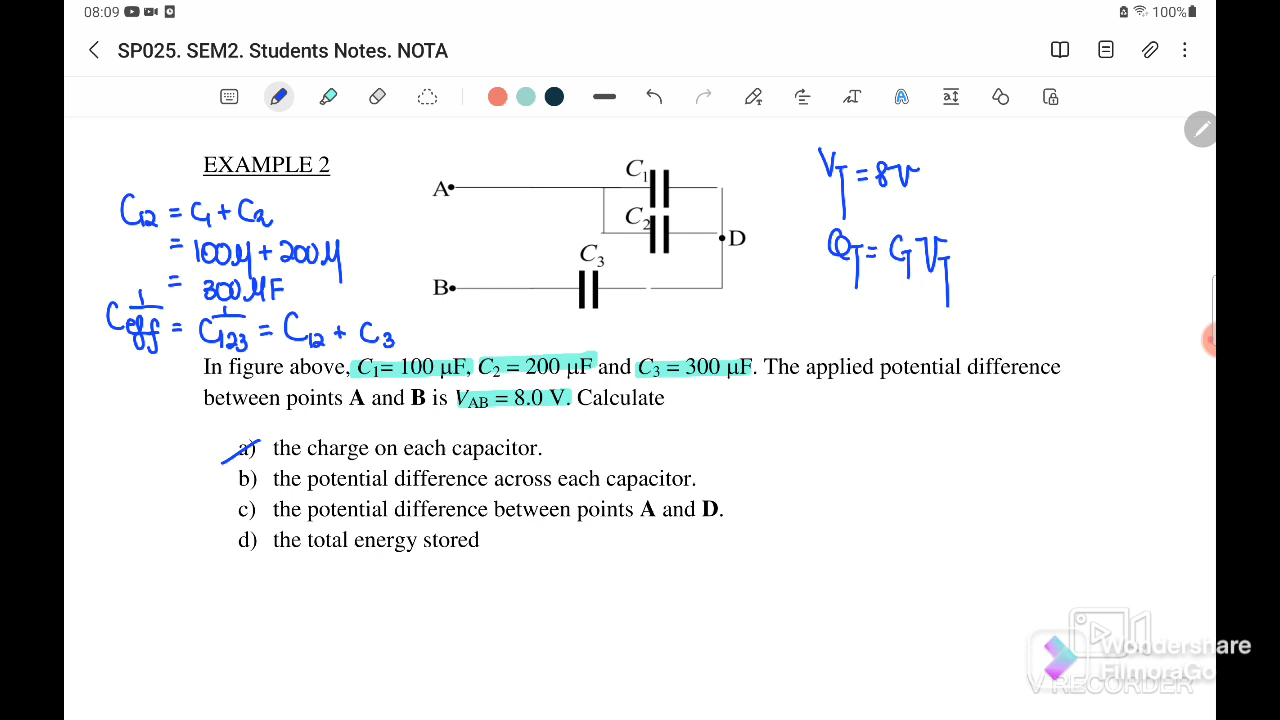 08:09 100%
SP025. SEM2. Students Notes. NOTA
EXAMPLE 2
C12 = C1 + C2
= 100μ + 200μ
= 300μF
1/Ceff = 1/C123 = C12 + C3
A
B
C1
C2
C3
D
VT = 8V
QT = CT VT
In figure above, C1= 100 μF, C2 = 200 μF and C3 = 300 μF. The applied potential difference
between points A and B is VAB = 8.0 V. Calculate
a) the charge on each capacitor.
b) the potential difference across each capacitor.
c) the potential difference between points A and D.
d) the total energy stored
Wondershare
FilmoraGo
V RECORDER